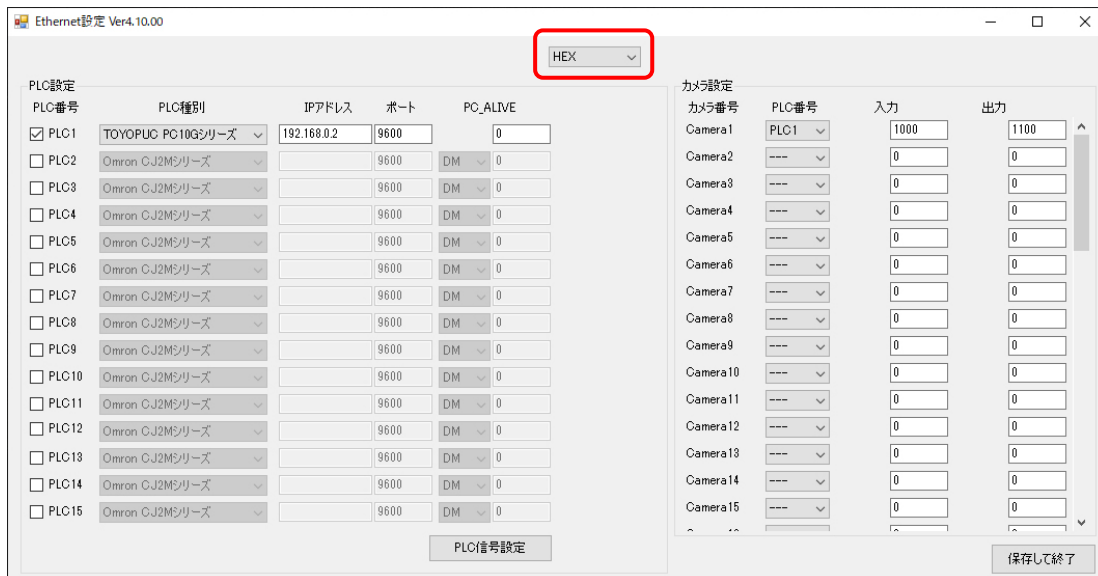 Ethernet設定 Ver4.10.00
HEX
PLC設定
PLC番号 PLC種別 IPアドレス ポート PC_ALIVE
PLC1 TOYOPUC PC10Gシリーズ 192.168.0.2 9600 0
PLC2 Omron CJ2Mシリーズ 9600 DM 0
PLC3 Omron CJ2Mシリーズ 9600 DM 0
PLC4 Omron CJ2Mシリーズ 9600 DM 0
PLC5 Omron CJ2Mシリーズ 9600 DM 0
PLC6 Omron CJ2Mシリーズ 9600 DM 0
PLC7 Omron CJ2Mシリーズ 9600 DM 0
PLC8 Omron CJ2Mシリーズ 9600 DM 0
PLC9 Omron CJ2Mシリーズ 9600 DM 0
PLC10 Omron CJ2Mシリーズ 9600 DM 0
PLC11 Omron CJ2Mシリーズ 9600 DM 0
PLC12 Omron CJ2Mシリーズ 9600 DM 0
PLC13 Omron CJ2Mシリーズ 9600 DM 0
PLC14 Omron CJ2Mシリーズ 9600 DM 0
PLC15 Omron CJ2Mシリーズ 9600 DM 0
PLC信号設定
カメラ設定
カメラ番号 PLC番号 入力 出力
Camera1 PLC1 1000 1100
Camera2 --- 0 0
Camera3 --- 0 0
Camera4 --- 0 0
Camera5 --- 0 0
Camera6 --- 0 0
Camera7 --- 0 0
Camera8 --- 0 0
Camera9 --- 0 0
Camera10 --- 0 0
Camera11 --- 0 0
Camera12 --- 0 0
Camera13 --- 0 0
Camera14 --- 0 0
Camera15 --- 0 0
保存して終了